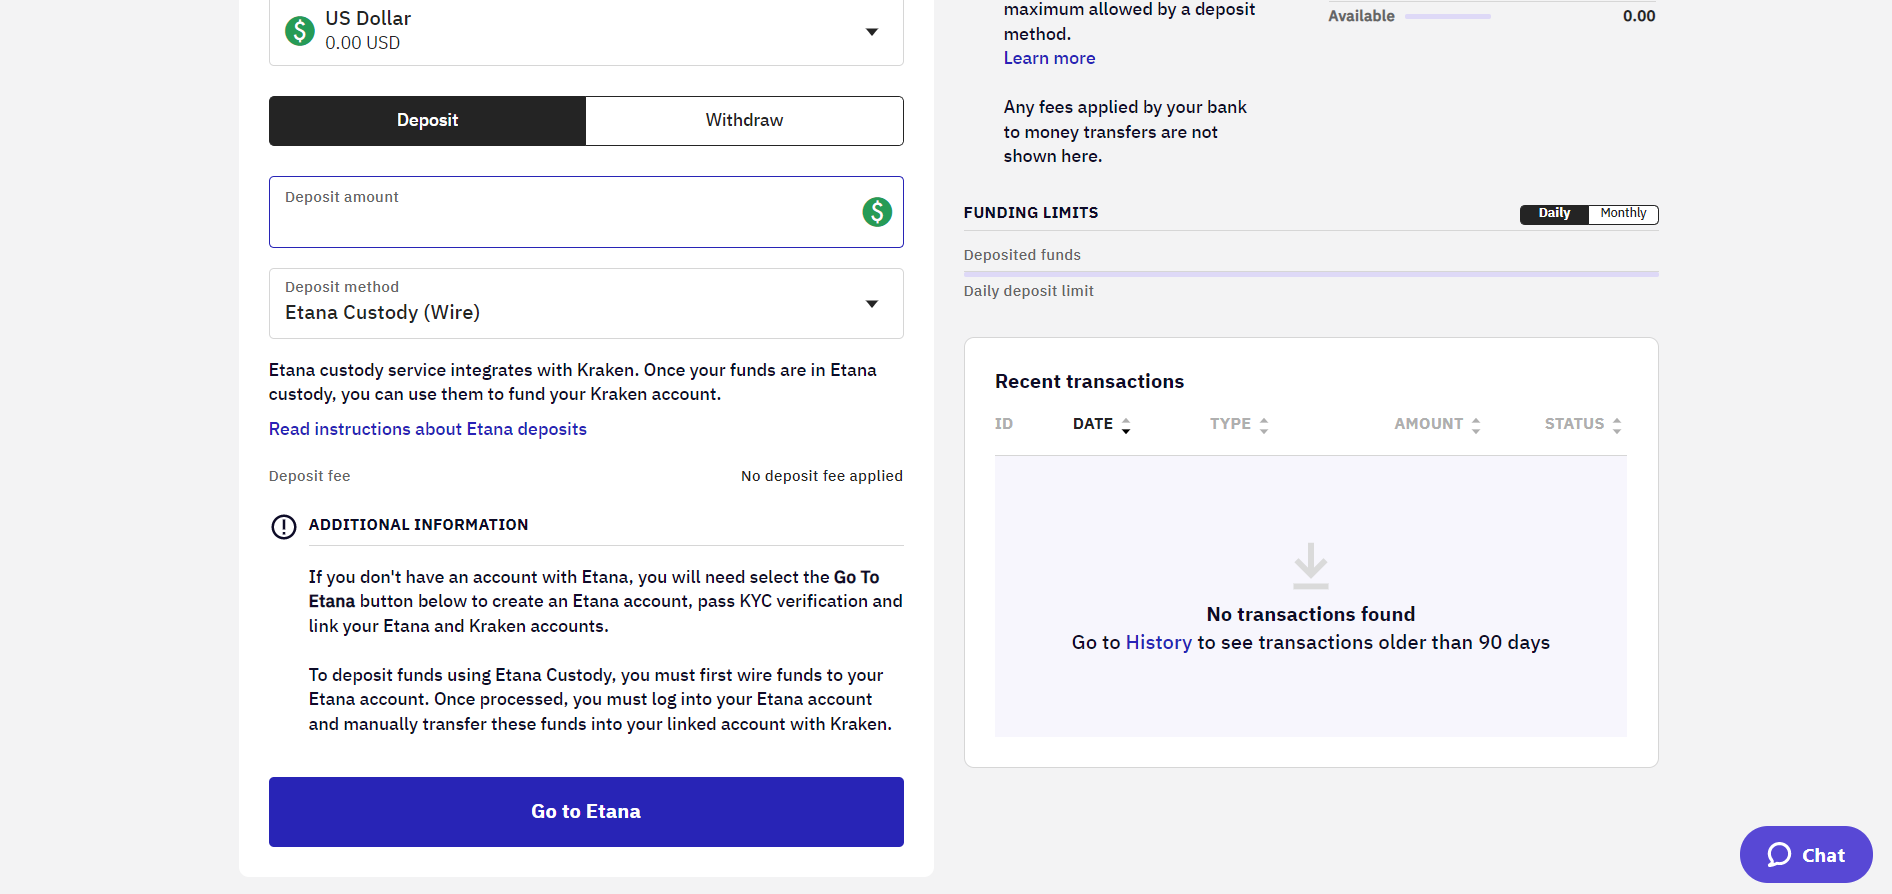 US Dollar
0.00 USD
Deposit
Withdraw
Deposit amount
Deposit method
Etana Custody (Wire)
Etana custody service integrates with Kraken. Once your funds are in Etana
custody, you can use them to fund your Kraken account.
Read instructions about Etana deposits
Deposit fee
No deposit fee applied
ADDITIONAL INFORMATION
If you don't have an account with Etana, you will need select the Go To
Etana button below to create an Etana account, pass KYC verification and
link your Etana and Kraken accounts.
To deposit funds using Etana Custody, you must first wire funds to your
Etana account. Once processed, you must log into your Etana account
and manually transfer these funds into your linked account with Kraken.
Go to Etana
maximum allowed by a deposit
method.
Learn more
Any fees applied by your bank
to money transfers are not
shown here.
Available
0.00
FUNDING LIMITS
Daily
Monthly
Deposited funds
Daily deposit limit
Recent transactions
ID DATE TYPE AMOUNT STATUS
No transactions found
Go to History to see transactions older than 90 days
Chat